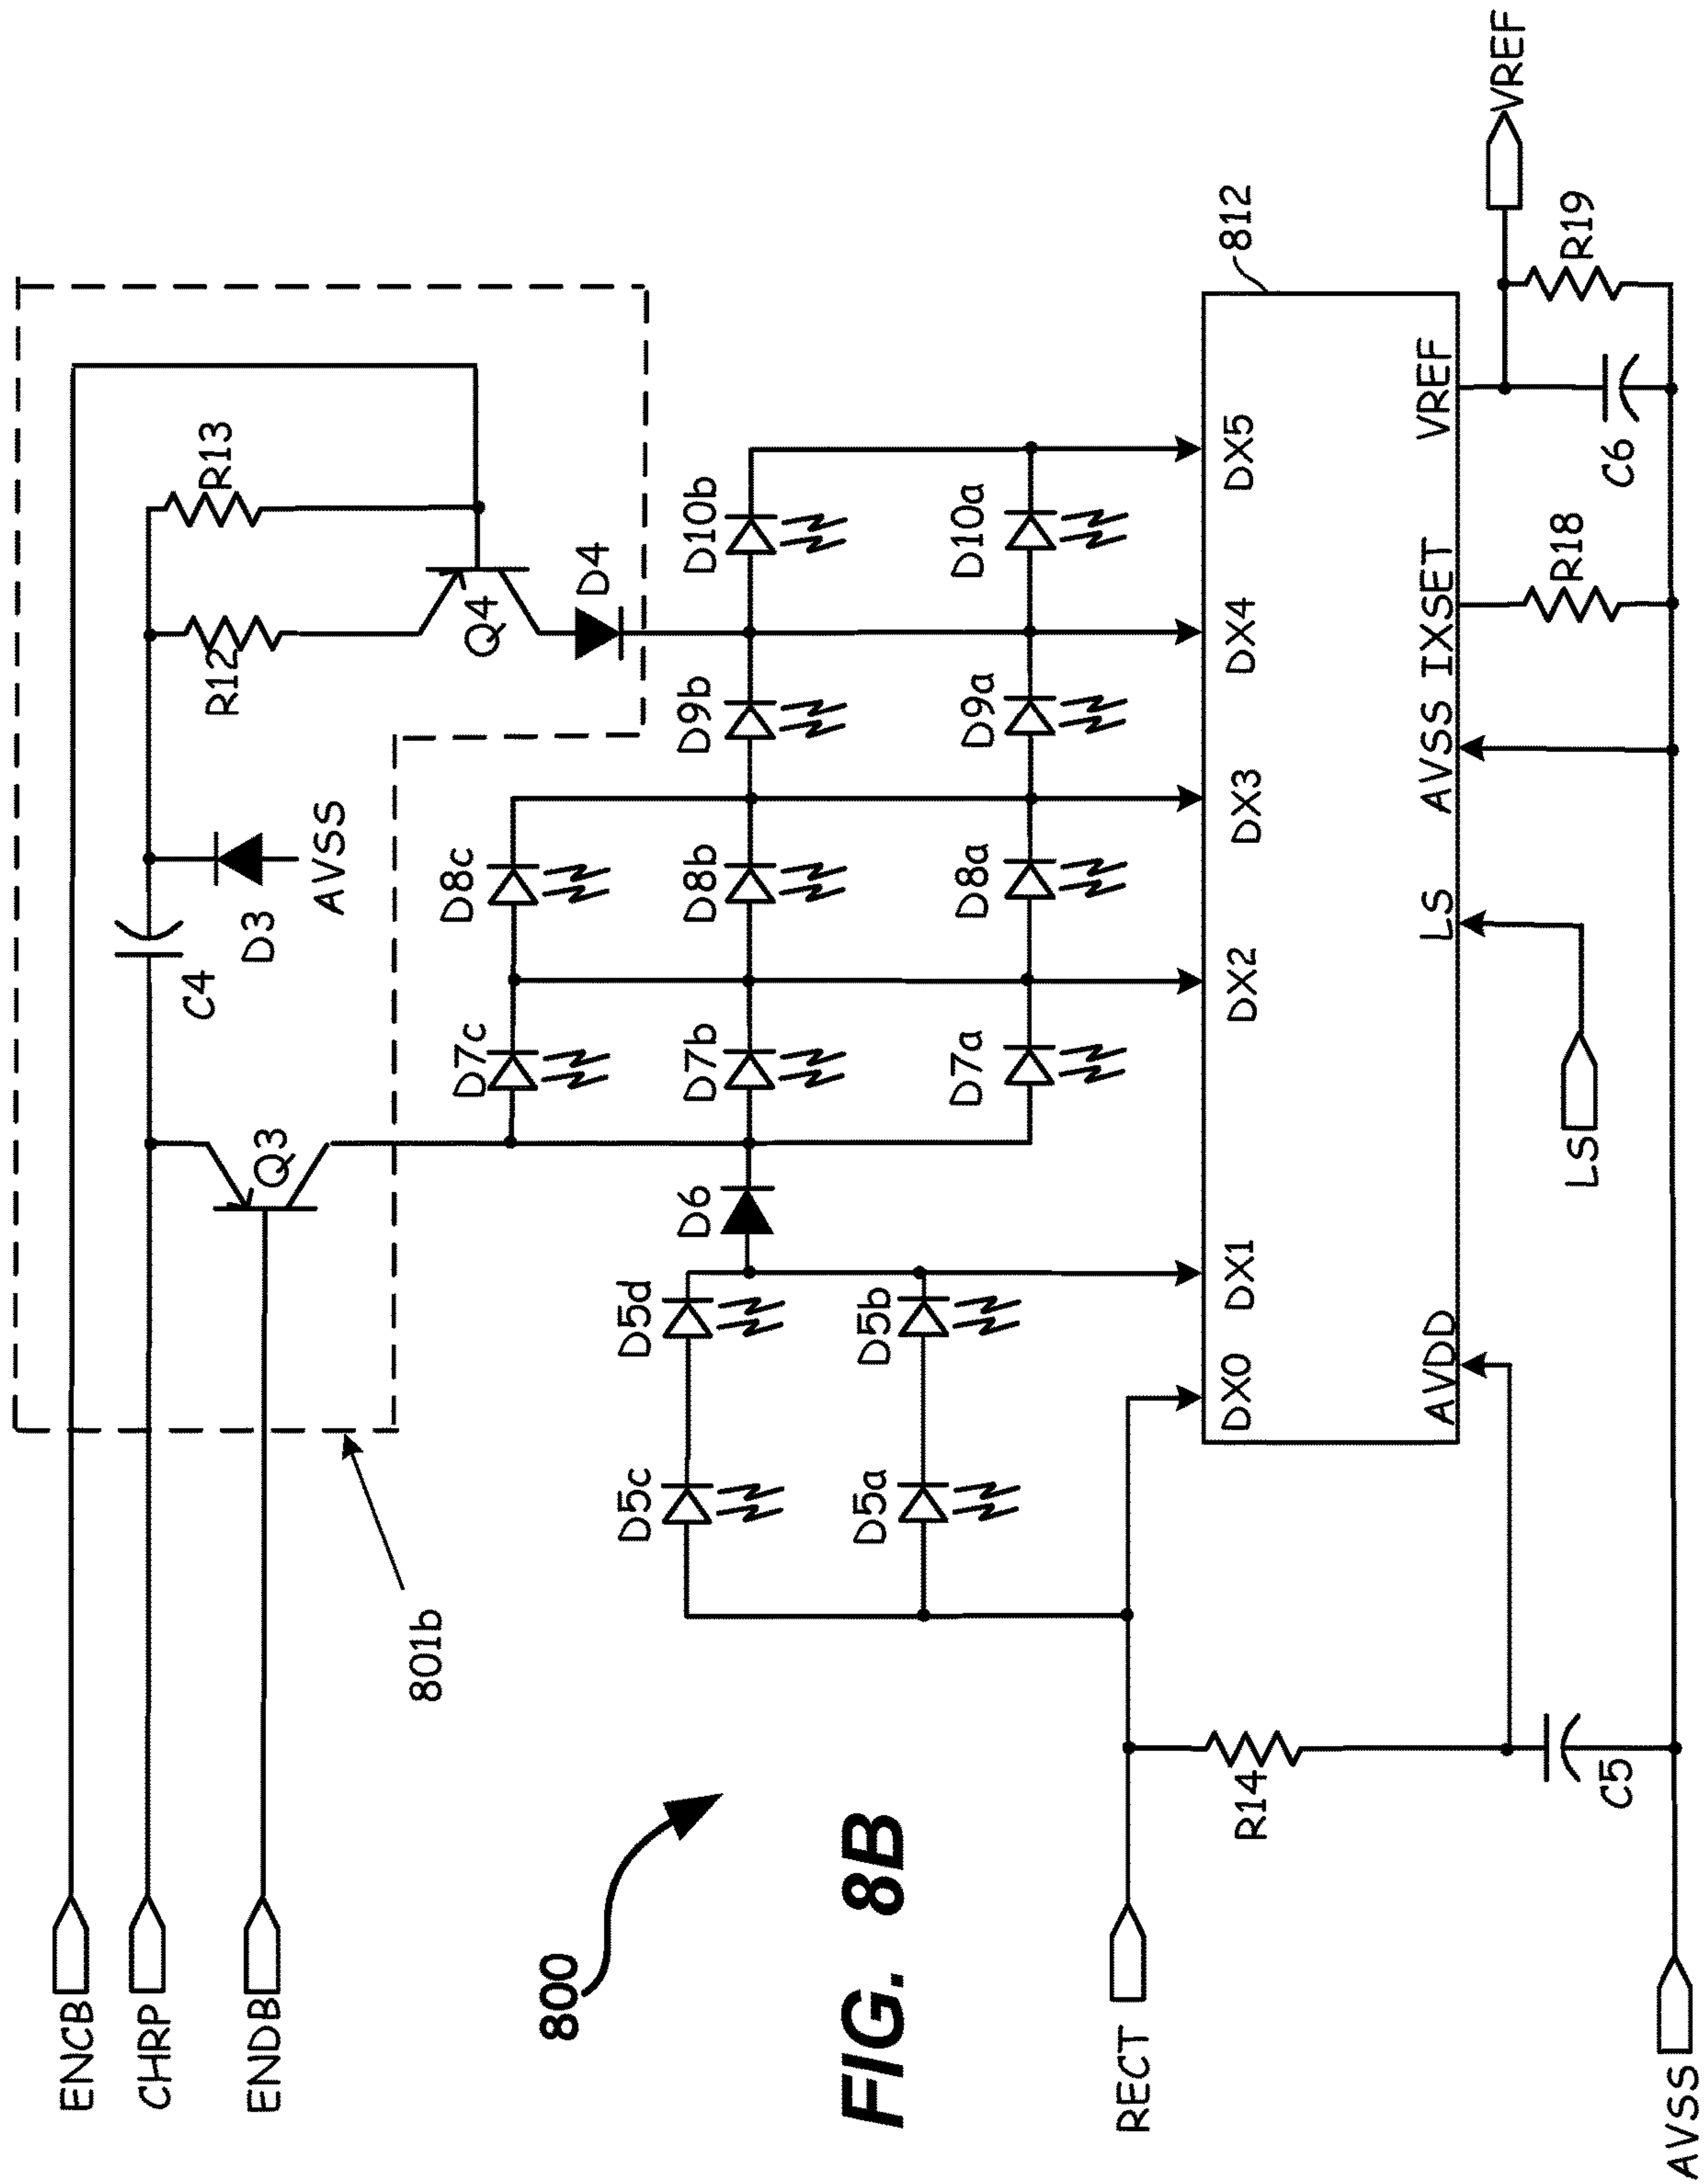 ENCB
CHRP
ENDB
801b
C4
D3
AVSS
R12
R13
Q3
Q4
D4
D5c
D5d
D6
D7c
D8c
D7b
D8b
D9b
D10b
D5a
D5b
D7a
D8a
D9a
D10a
800
FIG. 8B
RECT
R14
C5
DX0
DX1
DX2
DX3
DX4
DX5
812
AVDD
LS
AVSS
IXSET
VREF
LS
R18
C6
R19
VREF
AVSS